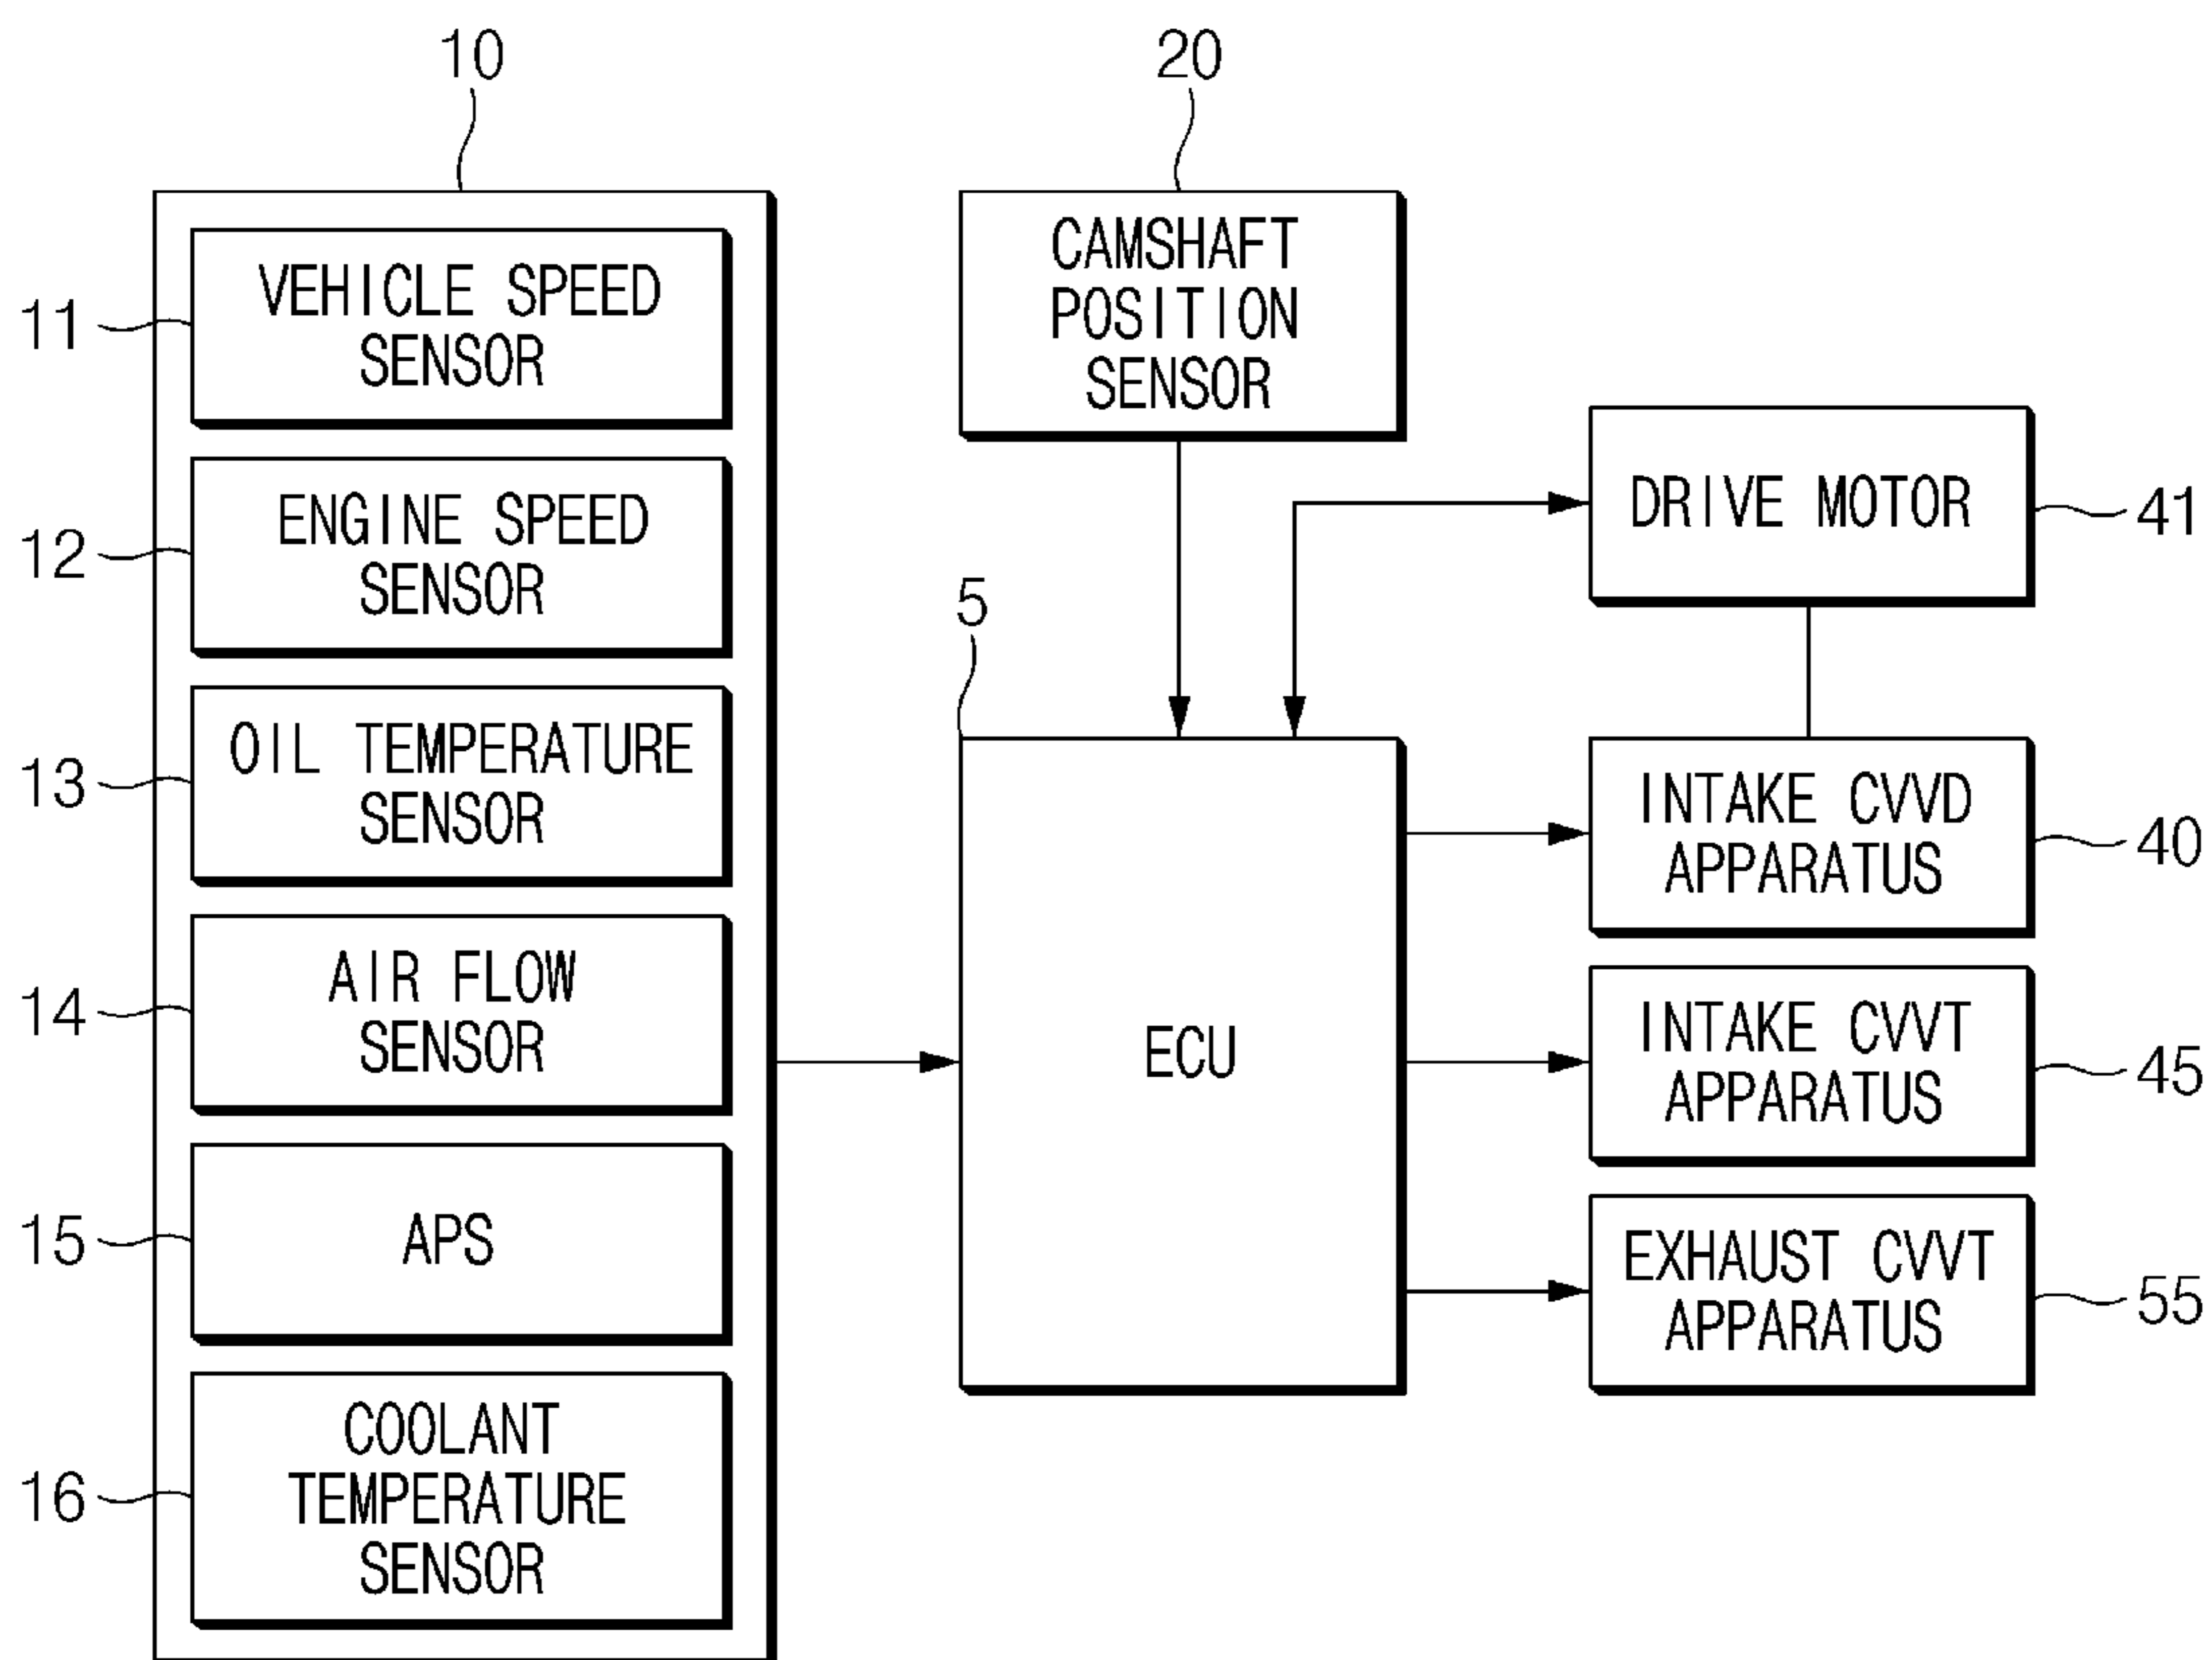 10
20
VEHICLE SPEED
SENSOR
11
ENGINE SPEED
SENSOR
12
OIL TEMPERATURE
SENSOR
13
AIR FLOW
SENSOR
14
APS
15
COOLANT
TEMPERATURE
SENSOR
16
CAMSHAFT
POSITION
SENSOR
5
ECU
DRIVE MOTOR
41
INTAKE CVVD
APPARATUS
40
INTAKE CVVT
APPARATUS
45
EXHAUST CVVT
APPARATUS
55